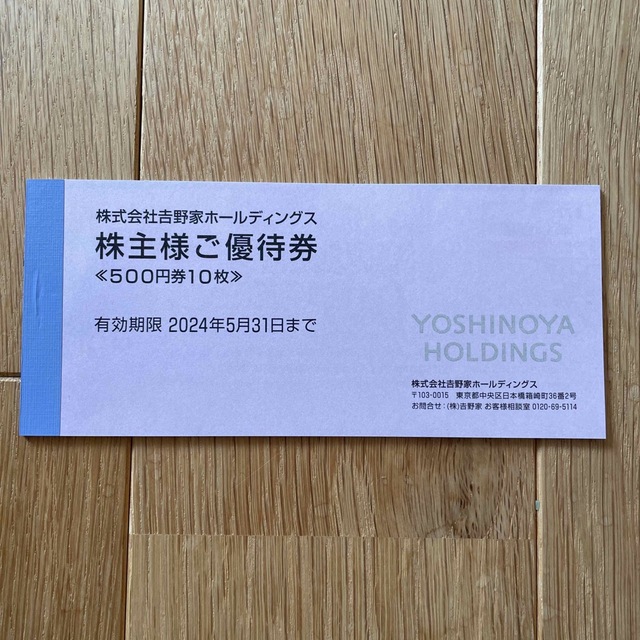 株式会社𠮷野家ホールディングス
株主様ご優待券
≪500円券10枚≫
有効期限 2024年5月31日まで
YOSHINOYA
HOLDINGS
株式会社𠮷野家ホールディングス
〒103-0015 東京都中央区日本橋箱崎町36番2号
お問合せ：(株)𠮷野家 お客様相談室 0120-69-5114